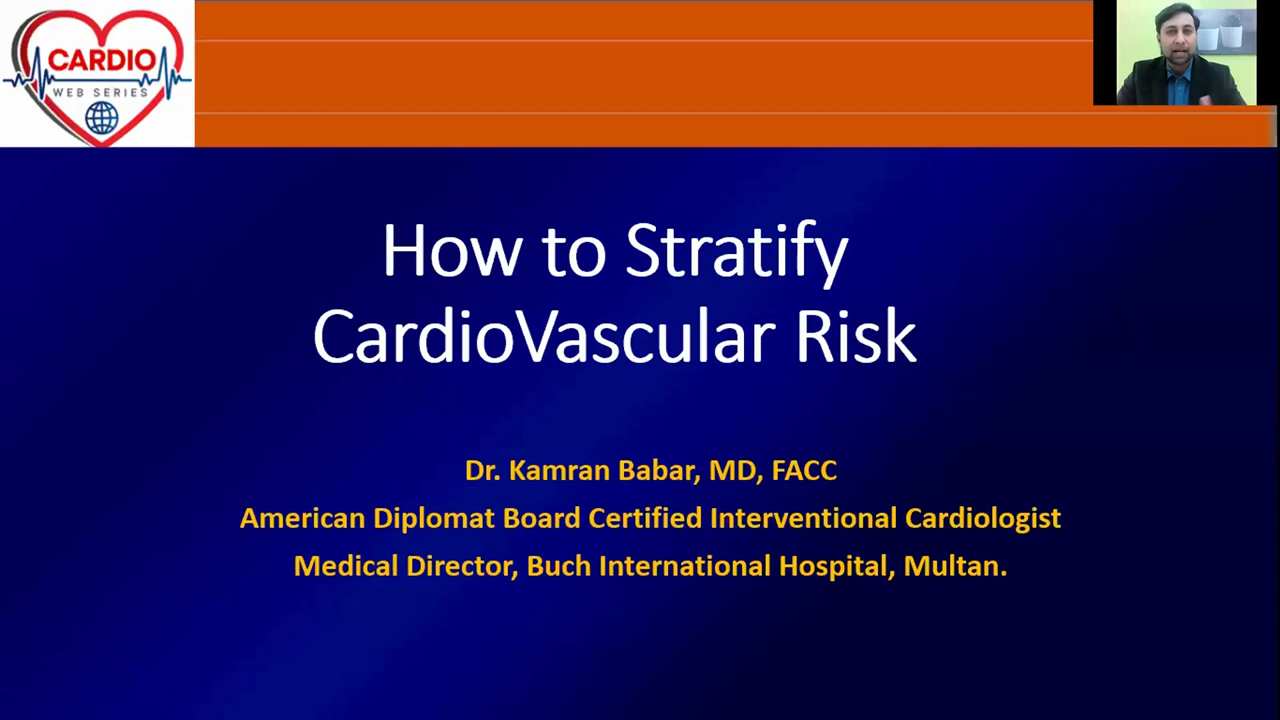 CARDIO
WEB SERIES
How to Stratify
CardioVascular Risk
Dr. Kamran Babar, MD, FACC
American Diplomat Board Certified Interventional Cardiologist
Medical Director, Buch International Hospital, Multan.